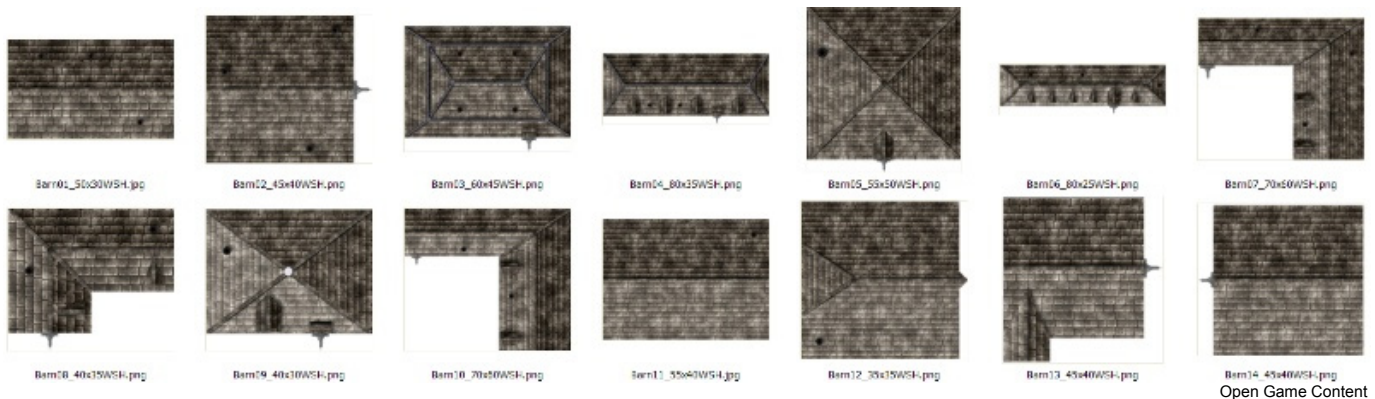 Barn01_50x30WSH.jpg
Barn02_45x40WSH.png
Barn03_60x45WSH.png
Barn04_80x35WSH.png
Barn05_55x50WSH.png
Barn06_80x25WSH.png
Barn07_70x60WSH.png
Barn08_40x35WSH.png
Barn09_40x30WSH.png
Barn10_70x60WSH.png
Barn11_55x40WSH.jpg
Barn12_35x35WSH.png
Barn13_45x40WSH.png
Barn14_45x40WSH.png
Open Game Content